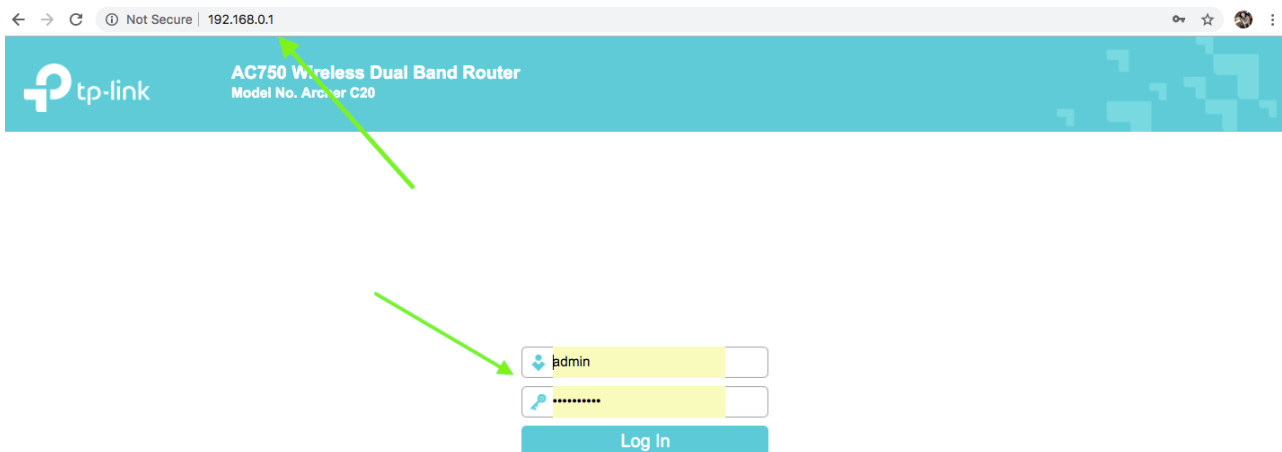 Not Secure | 192.168.0.1
tp-link
AC750 Wireless Dual Band Router
Model No. Archer C20
admin
••••••••••
Log In